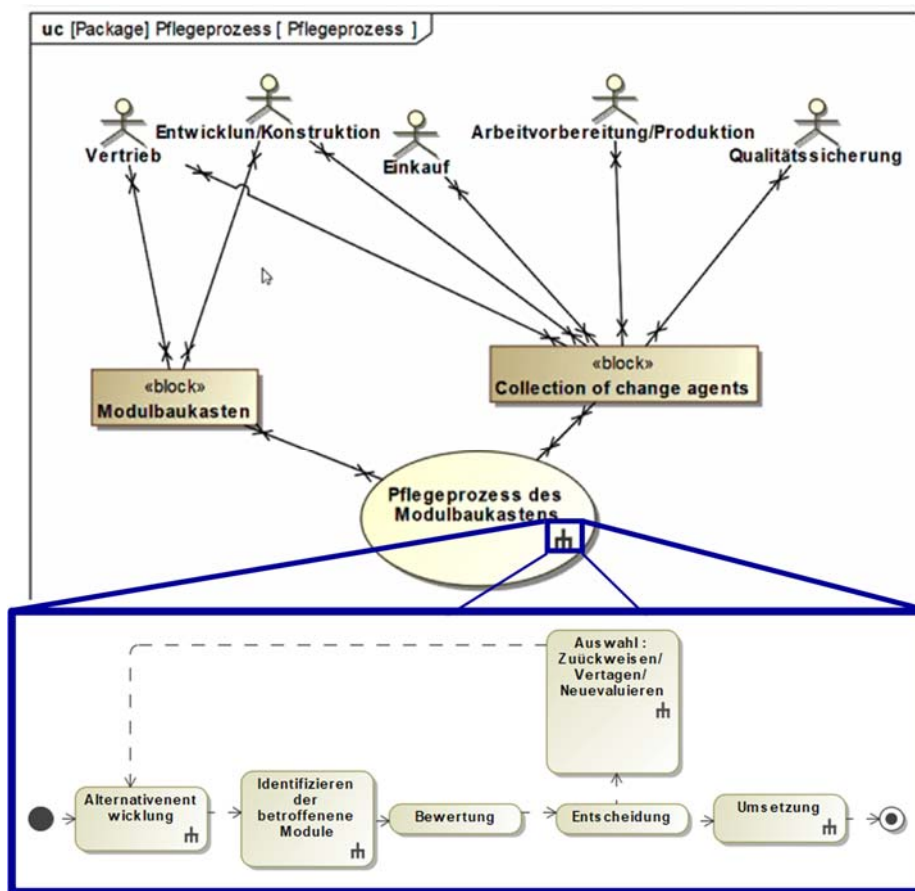 uc [Package] Pflegeprozess [ Pflegeprozess ]
Vertrieb
Entwicklun/Konstruktion
Einkauf
Arbeitvorbereitung/Produktion
Qualitätssicherung
«block»
Modulbaukasten
«block»
Collection of change agents
Pflegeprozess des
Modulbaukastens
Auswahl :
Zuückweisen/
Vertagen/
Neuevaluieren
Alternativenent
wicklung
Identifizieren
der
betroffenene
Module
Bewertung
Entscheidung
Umsetzung